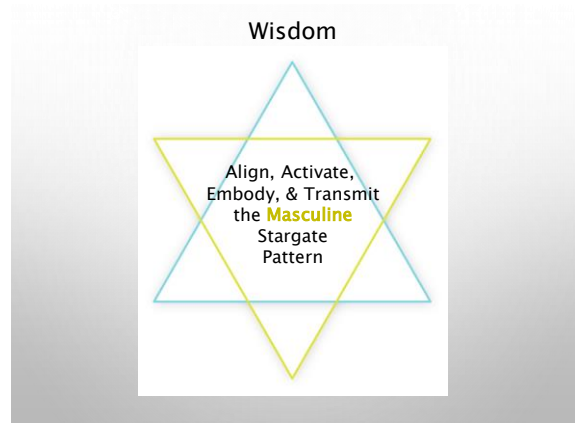 Wisdom
Align, Activate,
Embody, & Transmit
the Masculine
Stargate
Pattern